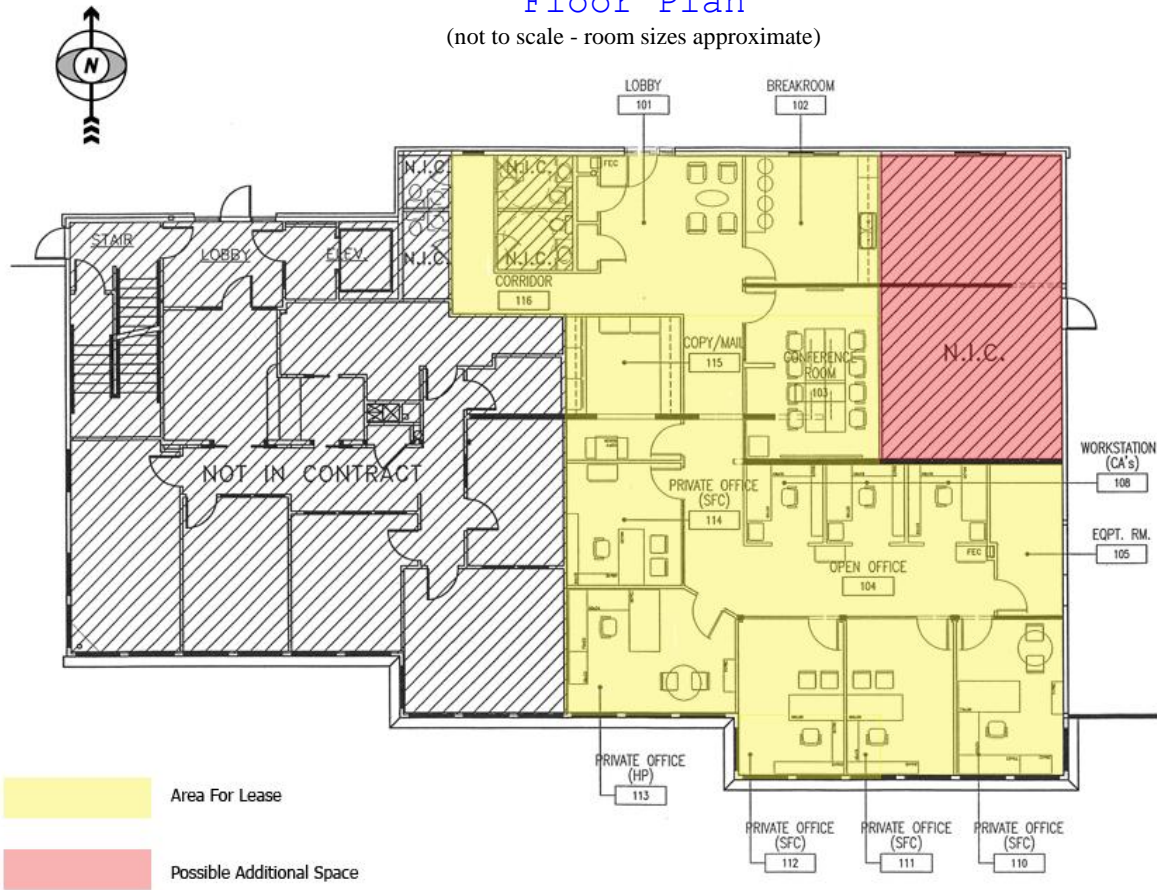 Floor Plan
(not to scale - room sizes approximate)
N
LOBBY
101
BREAKROOM
102
N.I.C.
N.I.C.
FEC
STAIR
LOBBY
ELEV.
N.I.C.
N.I.C.
CORRIDOR
116
COPY/MAIL
115
CONFERENCE
ROOM
103
N.I.C.
NOT IN CONTRACT
WORKSTATION
(CA's)
108
PRIVATE OFFICE
(SFC)
114
EQPT. RM.
105
FEC
OPEN OFFICE
104
PRIVATE OFFICE
(HP)
113
PRIVATE OFFICE
(SFC)
112
PRIVATE OFFICE
(SFC)
111
PRIVATE OFFICE
(SFC)
110
Area For Lease
Possible Additional Space